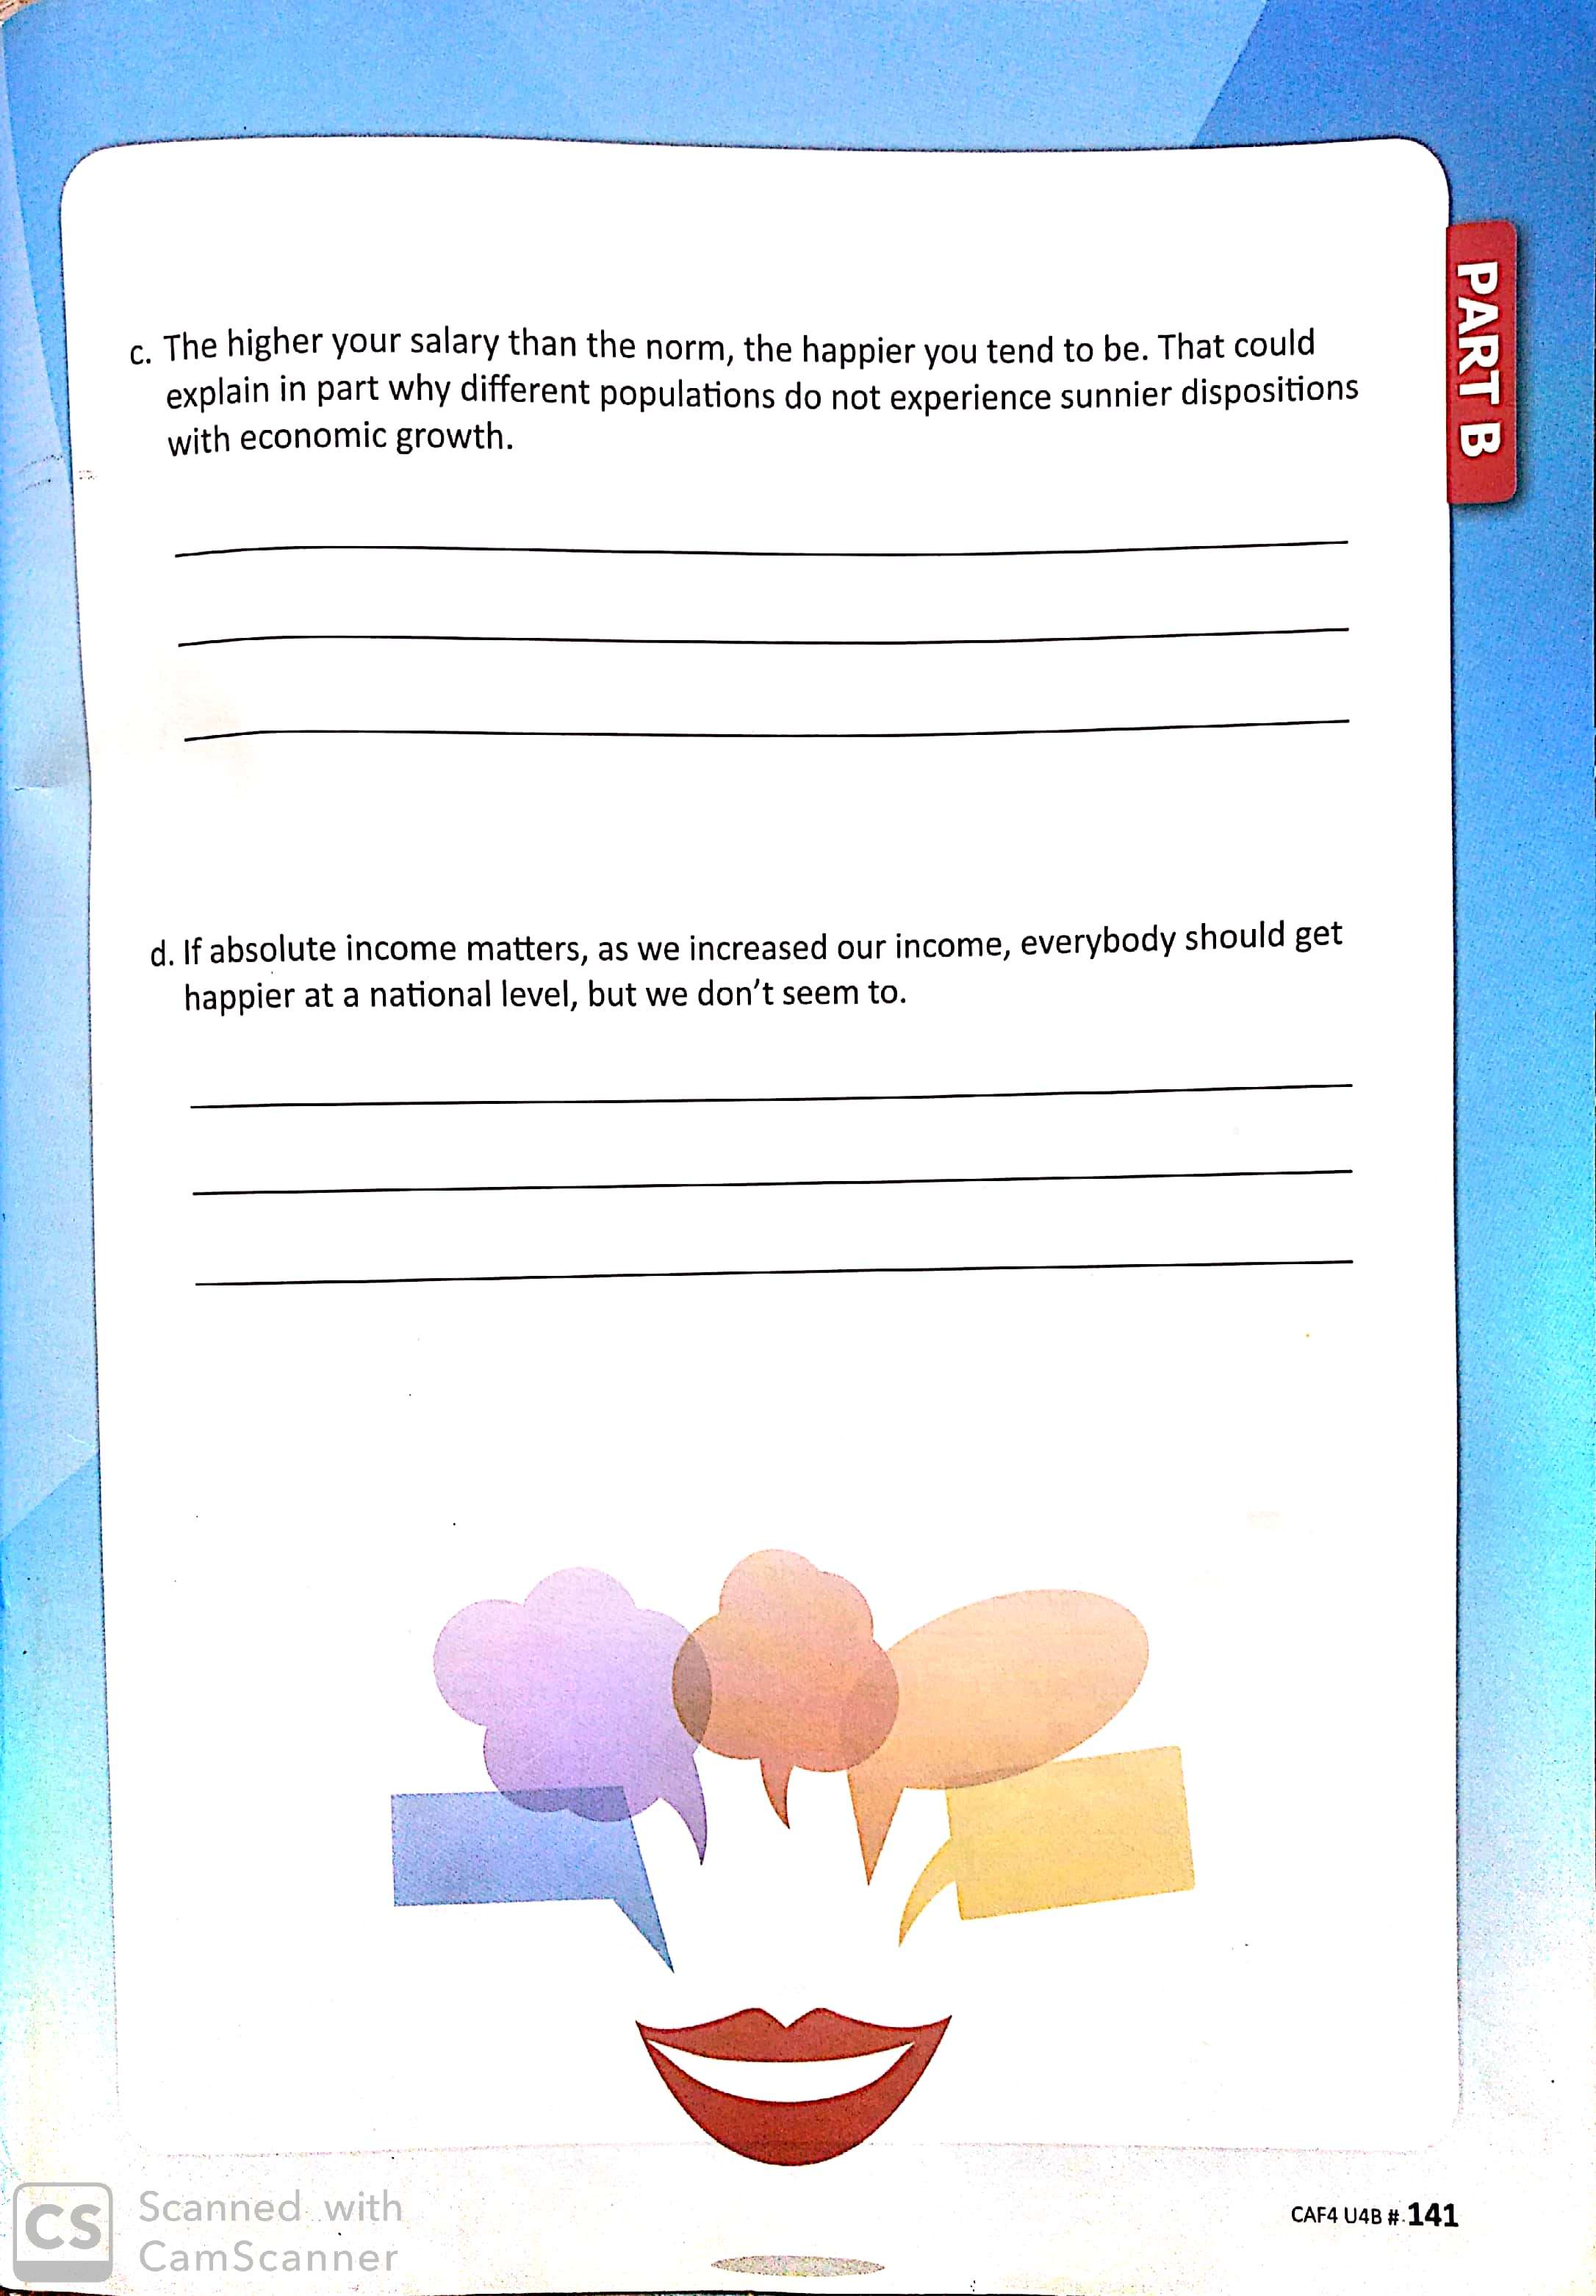 PART B
c. The higher your salary than the norm, the happier you tend to be. That could
explain in part why different populations do not experience sunnier dispositions
with economic growth.
d. If absolute income matters, as we increased our income, everybody should get
happier at a national level, but we don't seem to.
CAF4 U4B #.141
CS
Scanned with
CamScanner